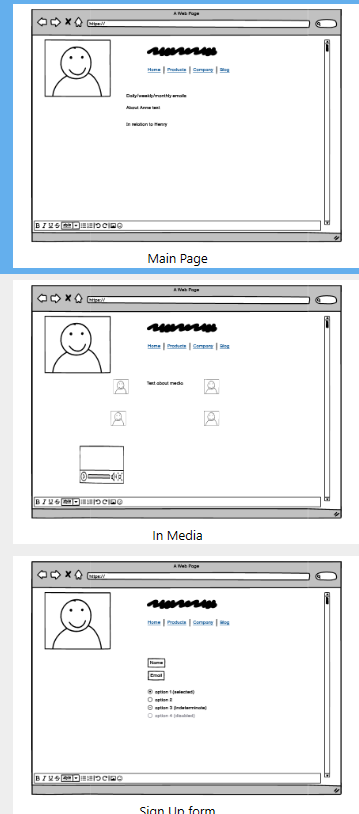 A Web Page
https://
Home | Products | Company | Blog
Daily/weekly/monthly emails
About Anne text
In relation to Henry
B I U S
Main Page
A Web Page
https://
Home | Products | Company | Blog
Text about media
B I U S
In Media
A Web Page
https://
Home | Products | Company | Blog
Name
Email
option 1 (selected)
option 2
option 3 (indeterminate)
option 4 (disabled)
B I U S
Sign Up form